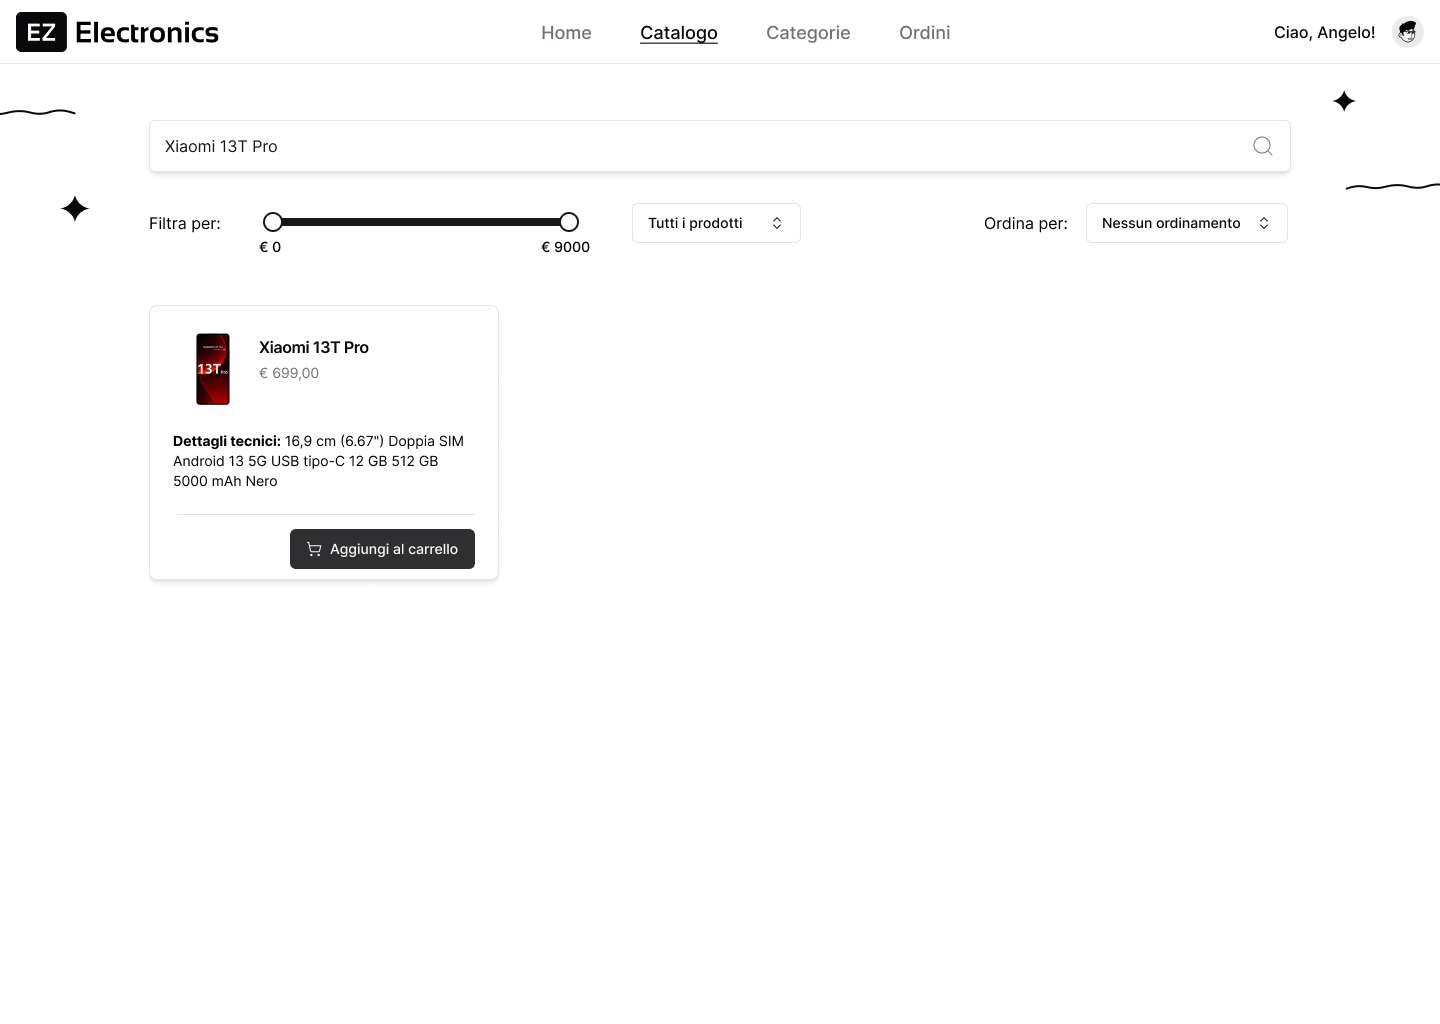 EZ Electronics
Home
Catalogo
Categorie
Ordini
Ciao, Angelo!
Xiaomi 13T Pro
Filtra per:
€ 0
€ 9000
Tutti i prodotti
Ordina per:
Nessun ordinamento
13T Pro
Xiaomi 13T Pro
€ 699,00
Dettagli tecnici: 16,9 cm (6.67") Doppia SIM
Android 13 5G USB tipo-C 12 GB 512 GB
5000 mAh Nero
Aggiungi al carrello